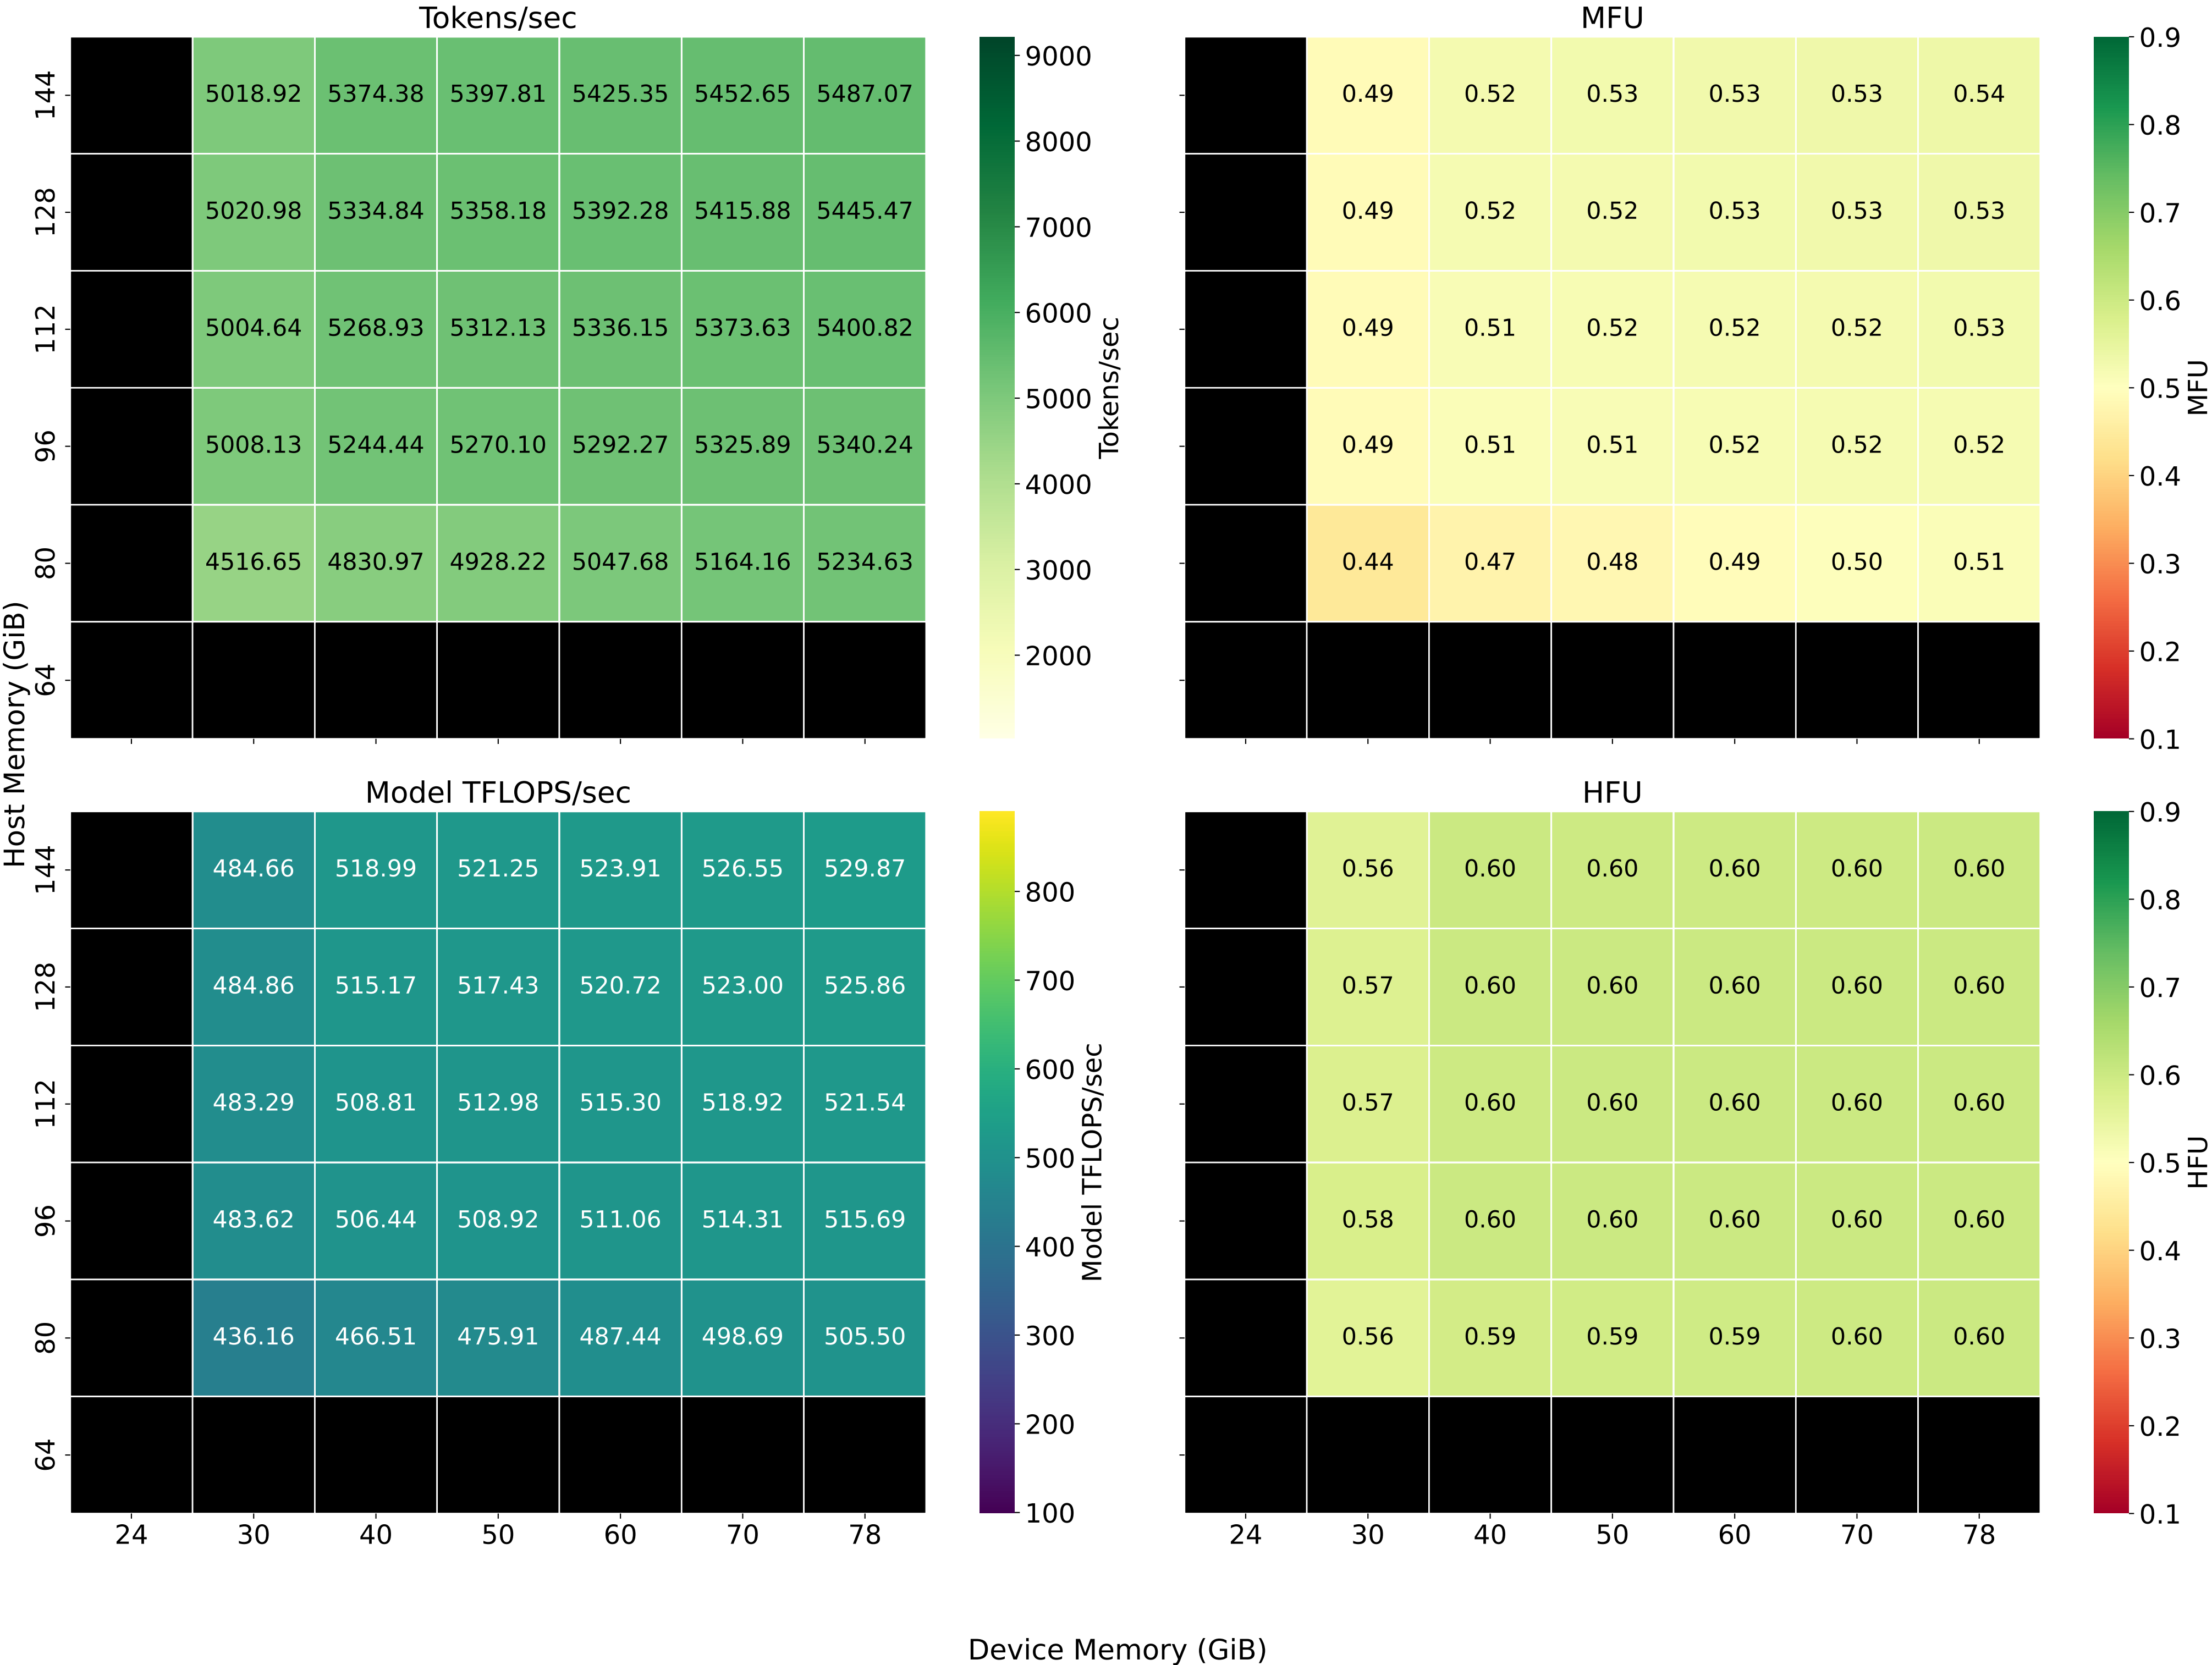 Tokens/sec
144 5018.92 5374.38 5397.81 5425.35 5452.65 5487.07
128 5020.98 5334.84 5358.18 5392.28 5415.88 5445.47
112 5004.64 5268.93 5312.13 5336.15 5373.63 5400.82
96 5008.13 5244.44 5270.10 5292.27 5325.89 5340.24
80 4516.65 4830.97 4928.22 5047.68 5164.16 5234.63
64
9000
8000
7000
6000
5000
4000
3000
2000
Tokens/sec
MFU
0.49 0.52 0.53 0.53 0.53 0.54
0.49 0.52 0.52 0.53 0.53 0.53
0.49 0.51 0.52 0.52 0.52 0.53
0.49 0.51 0.51 0.52 0.52 0.52
0.44 0.47 0.48 0.49 0.50 0.51
0.9
0.8
0.7
0.6
0.5
0.4
0.3
0.2
0.1
MFU
Host Memory (GiB)
Model TFLOPS/sec
144 484.66 518.99 521.25 523.91 526.55 529.87
128 484.86 515.17 517.43 520.72 523.00 525.86
112 483.29 508.81 512.98 515.30 518.92 521.54
96 483.62 506.44 508.92 511.06 514.31 515.69
80 436.16 466.51 475.91 487.44 498.69 505.50
64
24 30 40 50 60 70 78
800
700
600
500
400
300
200
100
Model TFLOPS/sec
HFU
0.56 0.60 0.60 0.60 0.60 0.60
0.57 0.60 0.60 0.60 0.60 0.60
0.57 0.60 0.60 0.60 0.60 0.60
0.58 0.60 0.60 0.60 0.60 0.60
0.56 0.59 0.59 0.59 0.60 0.60
24 30 40 50 60 70 78
0.9
0.8
0.7
0.6
0.5
0.4
0.3
0.2
0.1
HFU
Device Memory (GiB)